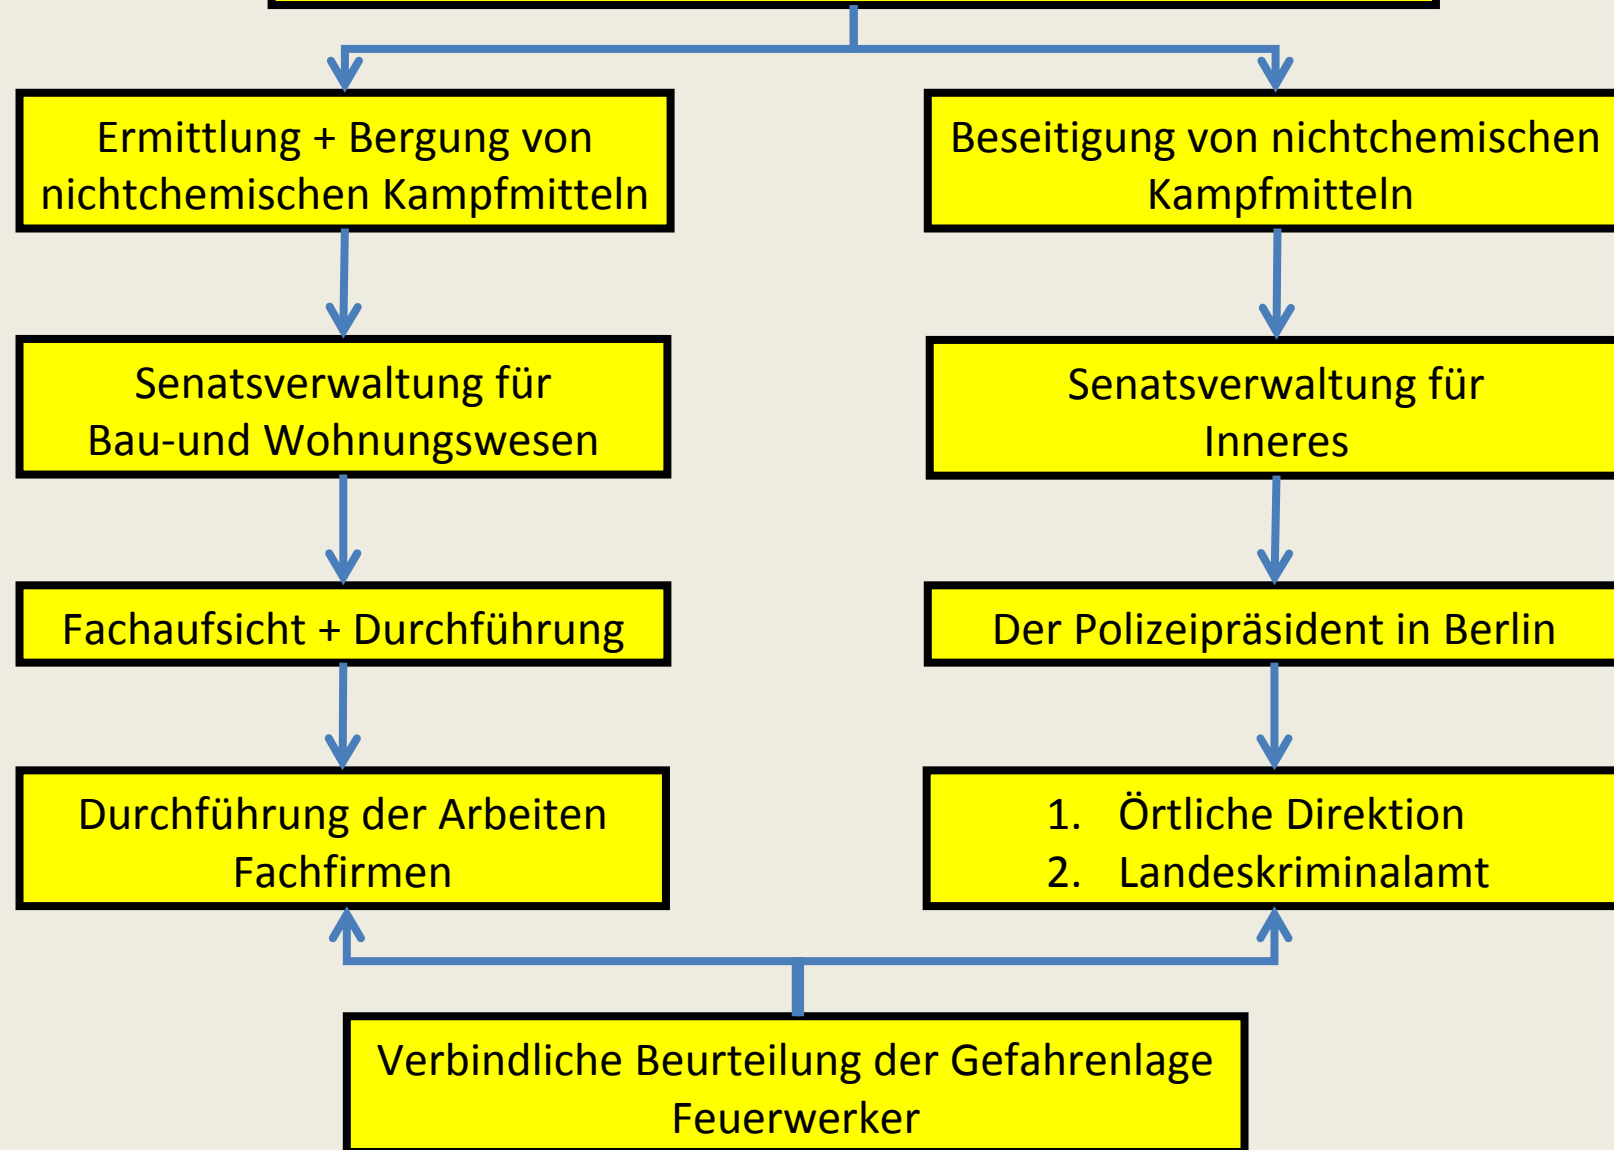 Ermittlung + Bergung von
nichtchemischen Kampfmitteln
Beseitigung von nichtchemischen
Kampfmitteln
Senatsverwaltung für
Bau-und Wohnungswesen
Senatsverwaltung für
Inneres
Fachaufsicht + Durchführung
Der Polizeipräsident in Berlin
Durchführung der Arbeiten
Fachfirmen
1. Örtliche Direktion
2. Landeskriminalamt
Verbindliche Beurteilung der Gefahrenlage
Feuerwerker